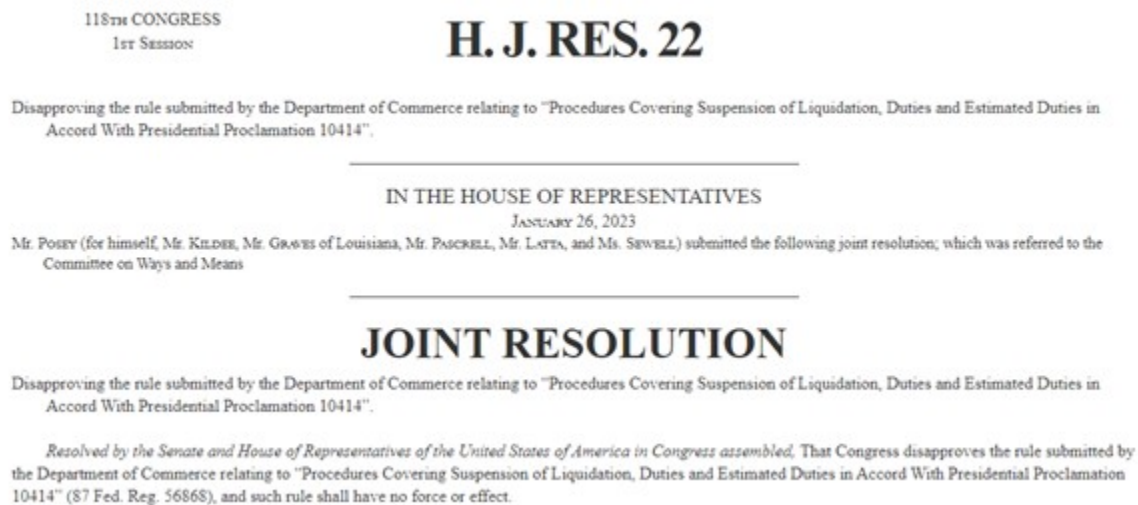 118TH CONGRESS
1ST SESSION
H. J. RES. 22
Disapproving the rule submitted by the Department of Commerce relating to “Procedures Covering Suspension of Liquidation, Duties and Estimated Duties in
Accord With Presidential Proclamation 10414”.
IN THE HOUSE OF REPRESENTATIVES
JANUARY 26, 2023
Mr. POSEY (for himself, Mr. KILDEE, Mr. GRAVES of Louisiana, Mr. PASCRELL, Mr. LATTA, and Ms. SEWELL) submitted the following joint resolution; which was referred to the
Committee on Ways and Means
JOINT RESOLUTION
Disapproving the rule submitted by the Department of Commerce relating to “Procedures Covering Suspension of Liquidation, Duties and Estimated Duties in
Accord With Presidential Proclamation 10414”.
Resolved by the Senate and House of Representatives of the United States of America in Congress assembled, That Congress disapproves the rule submitted by
the Department of Commerce relating to “Procedures Covering Suspension of Liquidation, Duties and Estimated Duties in Accord With Presidential Proclamation
10414” (87 Fed. Reg. 56868), and such rule shall have no force or effect.